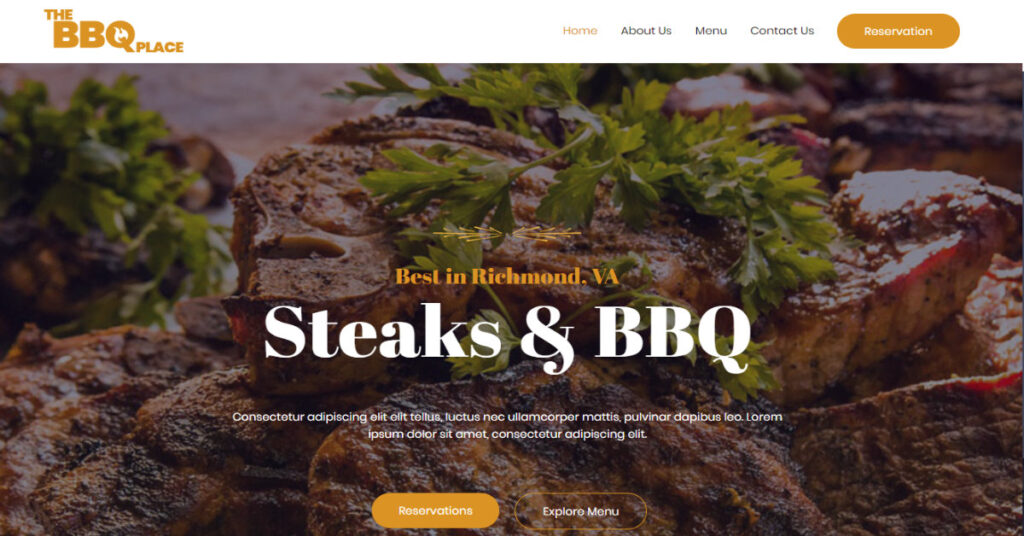 THE
BBQ PLACE
Home About Us Menu Contact Us Reservation
Best in Richmond, VA
Steaks & BBQ
Consectetur adipiscing elit elit tellus, luctus nec ullamcorper mattis, pulvinar dapibus leo. Lorem
ipsum dolor sit amet, consectetur adipiscing elit.
Reservations Explore Menu